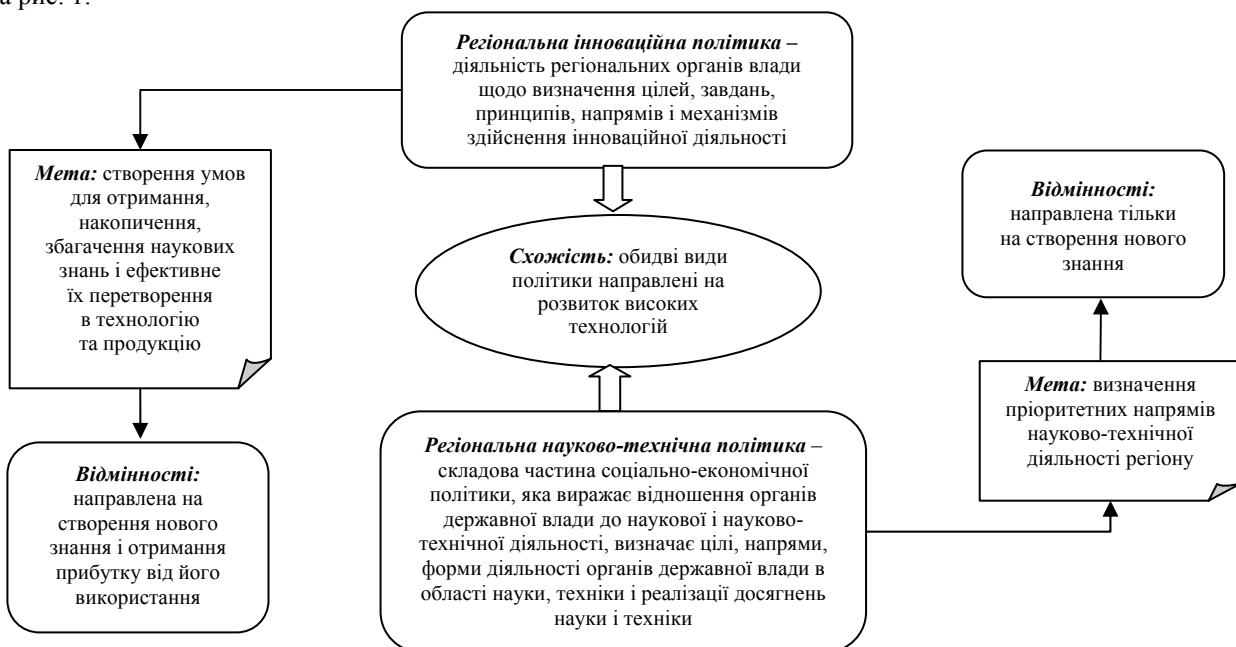 а рис. 1.
Регіональна інноваційна політика –
діяльність регіональних органів влади
щодо визначення цілей, завдань,
принципів, напрямів і механізмів
здійснення інноваційної діяльності
Мета: створення умов
для отримання,
накопичення,
збагачення наукових
знань і ефективне
їх перетворення
в технологію
та продукцію
Відмінності:
направлена тільки
на створення нового
знання
Схожість: обидві види
політики направлені на
розвиток високих
технологій
Мета: визначення
пріоритетних напрямів
науково-технічної
діяльності регіону
Регіональна науково-технічна політика –
складова частина соціально-економічної
політики, яка виражає відношення органів
державної влади до наукової і науково-
технічної діяльності, визначає цілі, напрями,
форми діяльності органів державної влади в
області науки, техніки і реалізації досягнень
науки і техніки
Відмінності:
направлена на
створення нового
знання і отримання
прибутку від його
використання